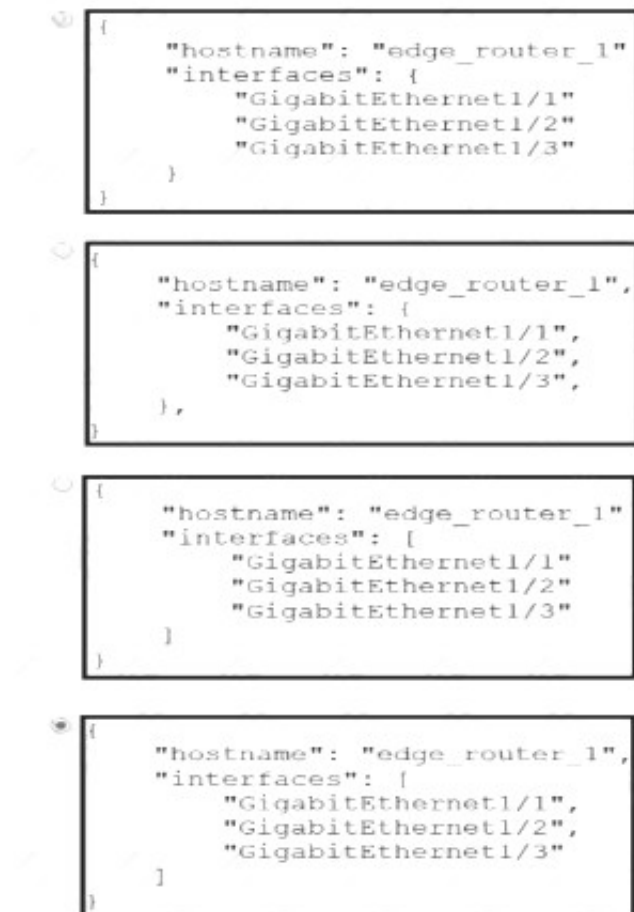 {
"hostname": "edge_router_1"
"interfaces": {
"GigabitEthernet1/1"
"GigabitEthernet1/2"
"GigabitEthernet1/3"
}
}
{
"hostname": "edge_router_1",
"interfaces": {
"GigabitEthernet1/1",
"GigabitEthernet1/2",
"GigabitEthernet1/3",
},
}
{
"hostname": "edge_router_1"
"interfaces": [
"GigabitEthernet1/1"
"GigabitEthernet1/2"
"GigabitEthernet1/3"
]
}
{
"hostname": "edge_router_1",
"interfaces": [
"GigabitEthernet1/1",
"GigabitEthernet1/2",
"GigabitEthernet1/3"
]
}